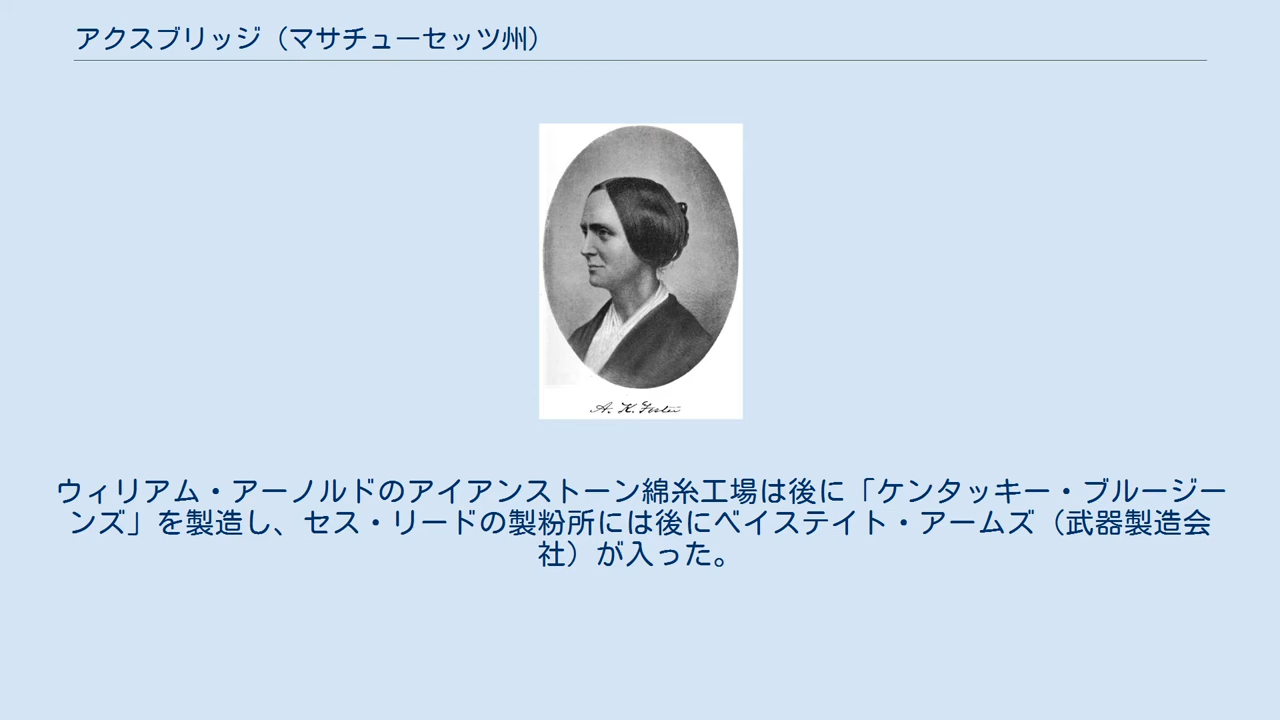 アクスブリッジ（マサチューセッツ州）
A. K. Foster
ウィリアム・アーノルドのアイアンストーン綿糸工場は後に「ケンタッキー・ブルージー
ンズ」を製造し、セス・リードの製粉所には後にベイステイト・アームズ（武器製造会
社）が入った。